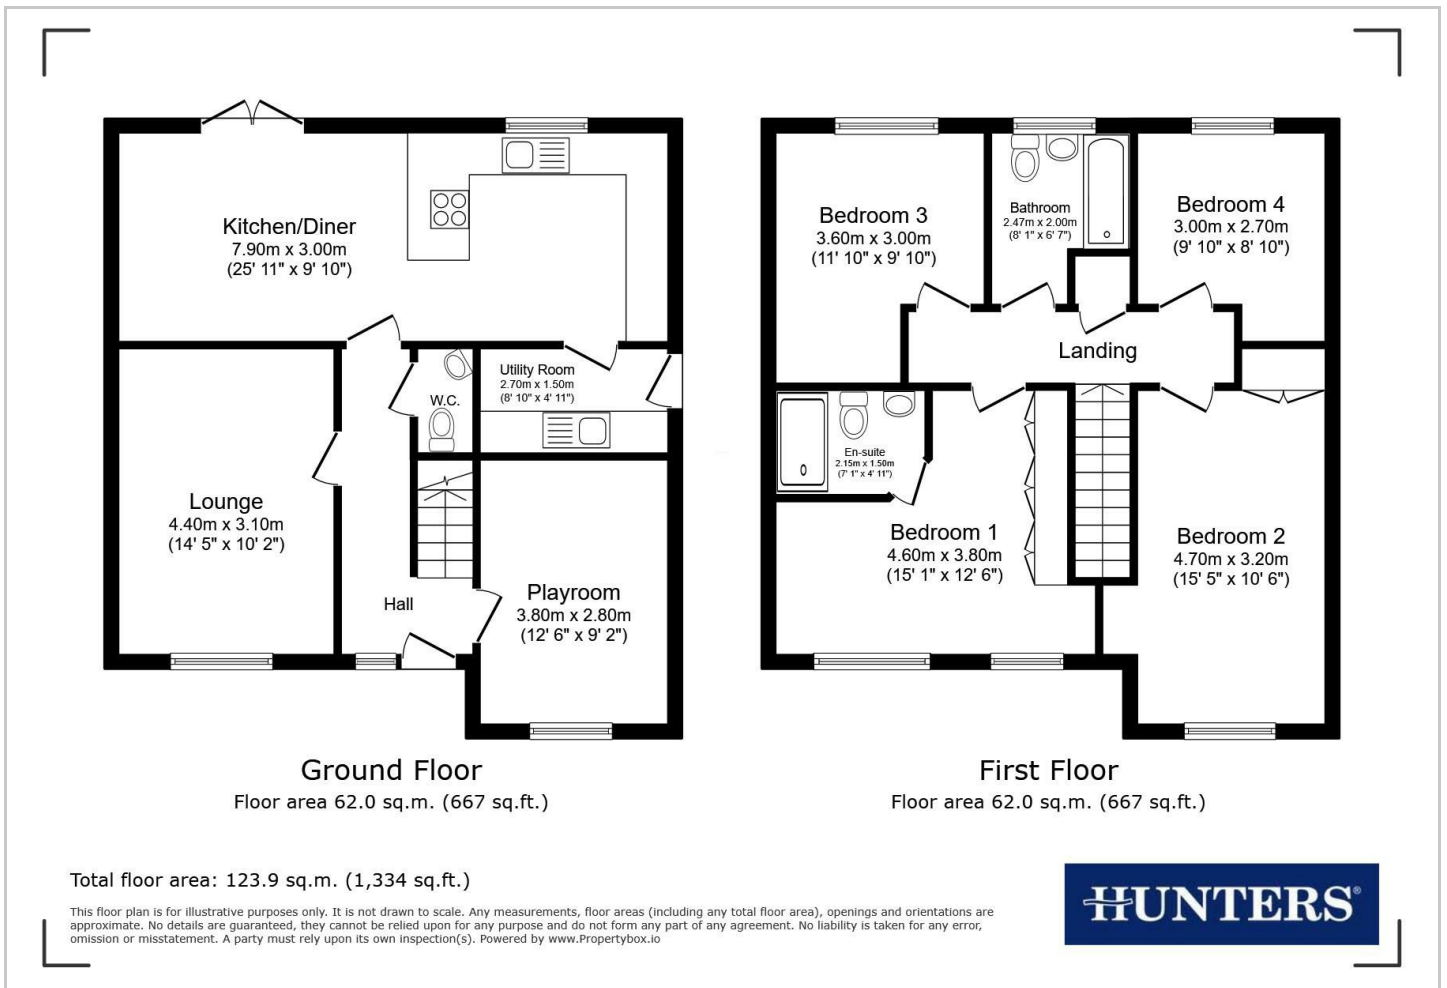 Kitchen/Diner
7.90m x 3.00m
(25' 11" x 9' 10")
Utility Room
2.70m x 1.50m
(8' 10" x 4' 11")
W.C.
Lounge
4.40m x 3.10m
(14' 5" x 10' 2")
Hall
Playroom
3.80m x 2.80m
(12' 6" x 9' 2")
Ground Floor
Floor area 62.0 sq.m. (667 sq.ft.)
Bedroom 3
3.60m x 3.00m
(11' 10" x 9' 10")
Bathroom
2.47m x 2.00m
(8' 1" x 6' 7")
Bedroom 4
3.00m x 2.70m
(9' 10" x 8' 10")
Landing
En-suite
2.15m x 1.50m
(7' 1" x 4' 11")
Bedroom 1
4.60m x 3.80m
(15' 1" x 12' 6")
Bedroom 2
4.70m x 3.20m
(15' 5" x 10' 6")
First Floor
Floor area 62.0 sq.m. (667 sq.ft.)
Total floor area: 123.9 sq.m. (1,334 sq.ft.)
This floor plan is for illustrative purposes only. It is not drawn to scale. Any measurements, floor areas (including any total floor area), openings and orientations are
approximate. No details are guaranteed, they cannot be relied upon for any purpose and do not form any part of any agreement. No liability is taken for any error,
omission or misstatement. A party must rely upon its own inspection(s). Powered by www.Propertybox.io
HUNTERS®